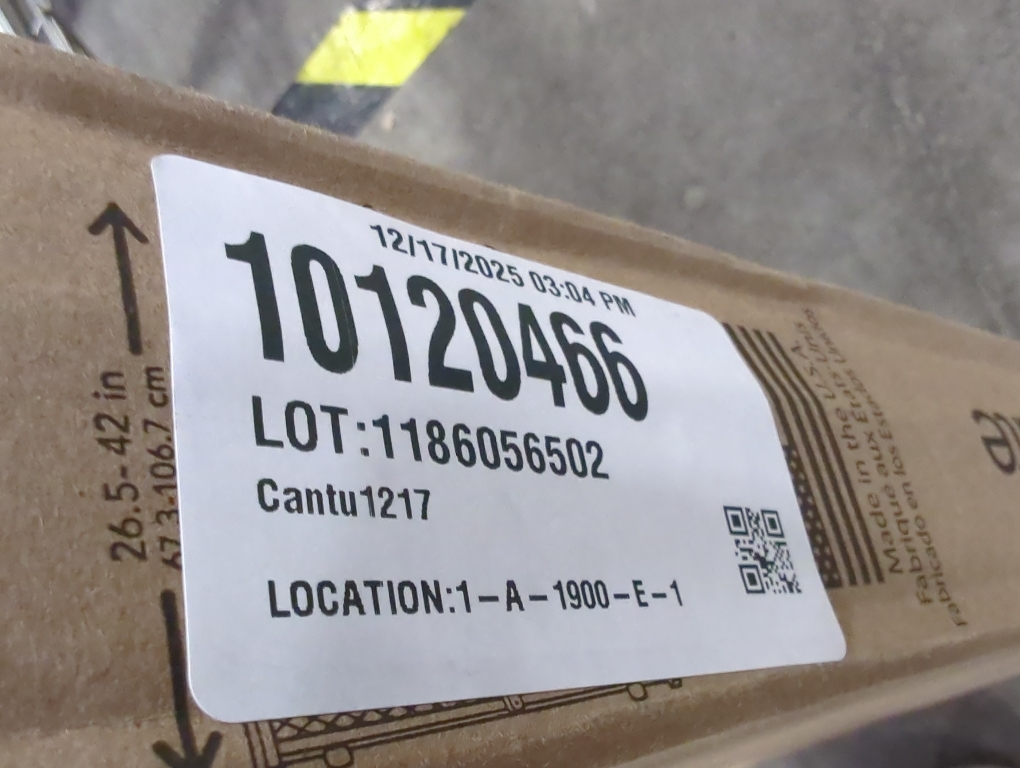 12/17/2025 03:04 PM
10120466
LOT:1186056502
Cantu1217
LOCATION:1-A-1900-E-1
26.5-42 in
67.3-106.7 cm
Made in the U.S.A.
Fabriqué aux États Unis
Fabricado en los Estados Unidos